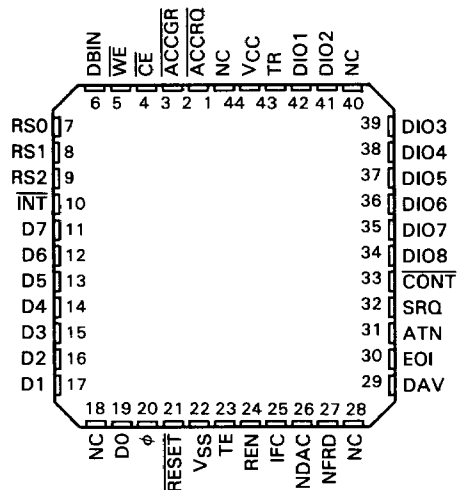 DBIN WE CE ACCGR ACCRQ NC VCC TR DIO1 DIO2 NC
6 5 4 3 2 1 44 43 42 41 40
RS0 7
RS1 8
RS2 9
INT 10
D7 11
D6 12
D5 13
D4 14
D3 15
D2 16
D1 17
39 DIO3
38 DIO4
37 DIO5
36 DIO6
35 DIO7
34 DIO8
33 CONT
32 SRQ
31 ATN
30 EOI
29 DAV
18 19 20 21 22 23 24 25 26 27 28
NC D0 φ RESET VSS TE REN IFC NDAC NFRD NC